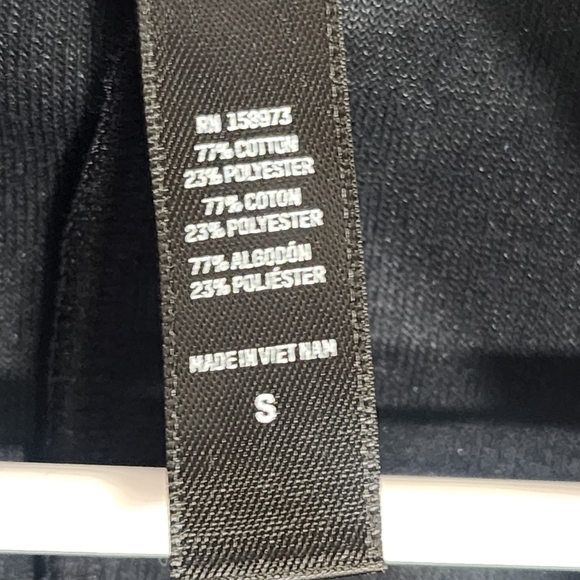 RN 158973
77% COTTON
23% POLYESTER
77% COTON
23% POLYESTER
77% ALGODÓN
23% POLIÉSTER
MADE IN VIET NAM
S